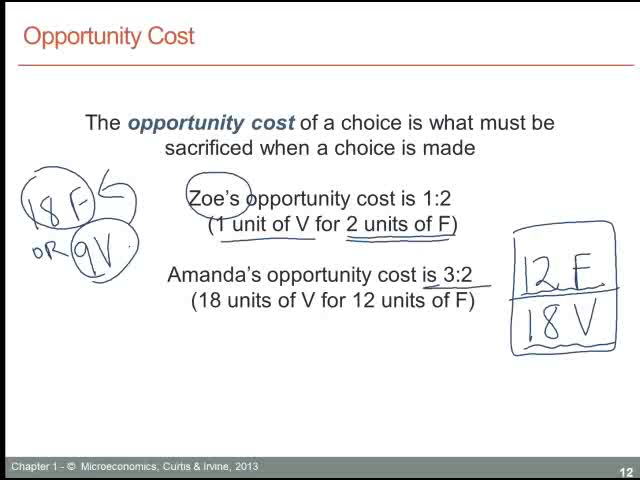 Opportunity Cost
The opportunity cost of a choice is what must be
sacrificed when a choice is made
18 F
OR 9V
Zoe's opportunity cost is 1:2
(1 unit of V for 2 units of F)
Amanda's opportunity cost is 3:2
(18 units of V for 12 units of F)
12 F
18 V
Chapter 1 - © Microeconomics, Curtis & Irvine, 2013
12